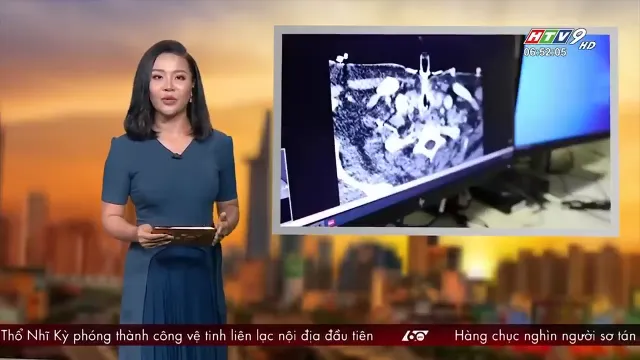 HTV9 HD
06:52:05
Thổ Nhĩ Kỳ phóng thành công vệ tinh liên lạc nội địa đầu tiên
60
Hàng chục nghìn người sơ tán